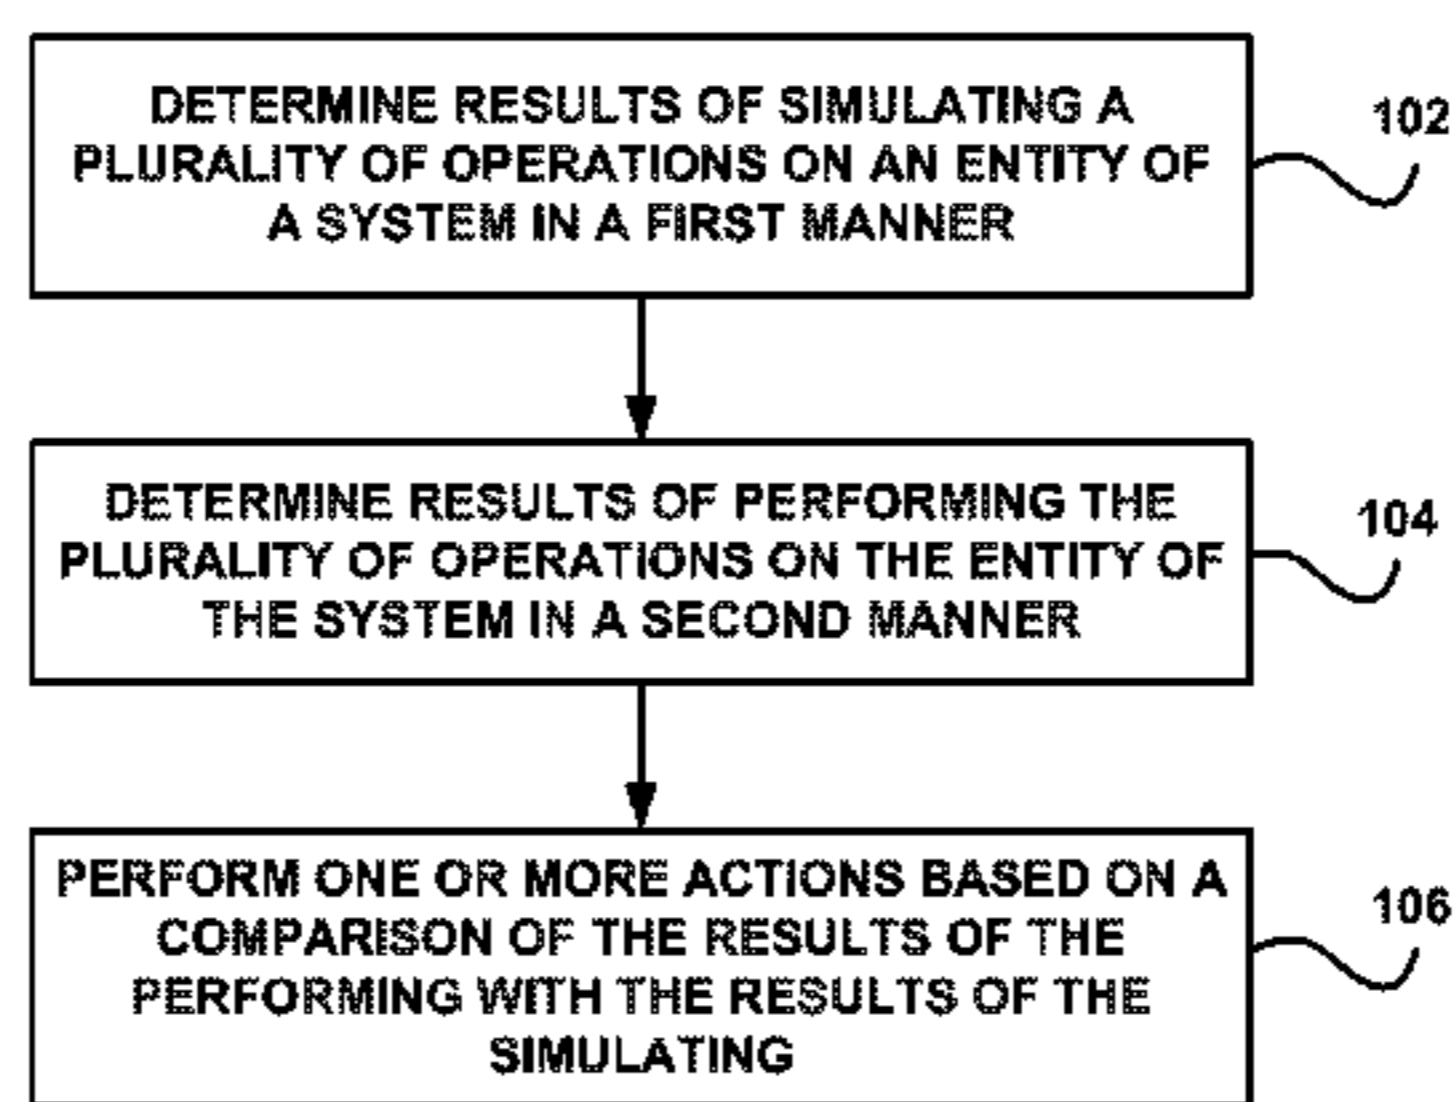 DETERMINE RESULTS OF SIMULATING A
PLURALITY OF OPERATIONS ON AN ENTITY OF
A SYSTEM IN A FIRST MANNER
102
DETERMINE RESULTS OF PERFORMING THE
PLURALITY OF OPERATIONS ON THE ENTITY OF
THE SYSTEM IN A SECOND MANNER
104
PERFORM ONE OR MORE ACTIONS BASED ON A
COMPARISON OF THE RESULTS OF THE
PERFORMING WITH THE RESULTS OF THE
SIMULATING
106